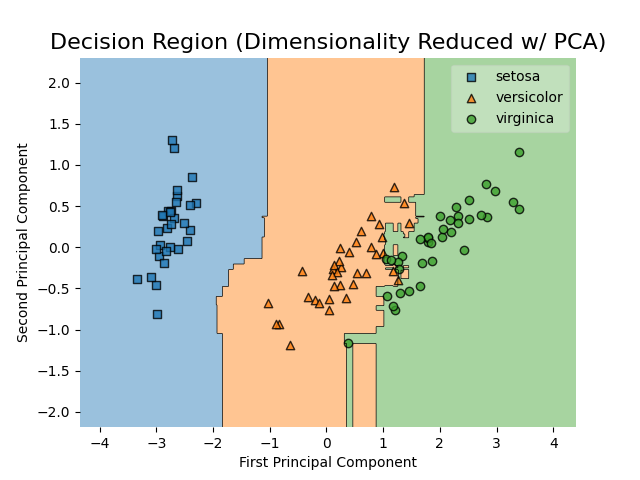 Decision Region (Dimensionality Reduced w/ PCA)
setosa
versicolor
virginica
Second Principal Component
2.0
1.5
1.0
0.5
0.0
−0.5
−1.0
−1.5
−2.0
−4 −3 −2 −1 0 1 2 3 4
First Principal Component